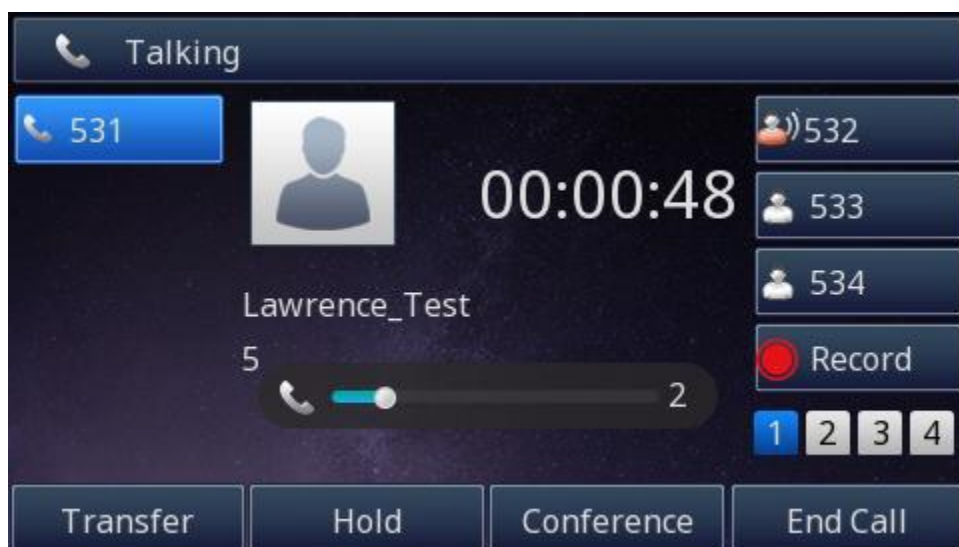 Talking
531
532
00:00:48
533
534
Lawrence_Test
5
Record
2
1 2 3 4
Transfer Hold Conference End Call